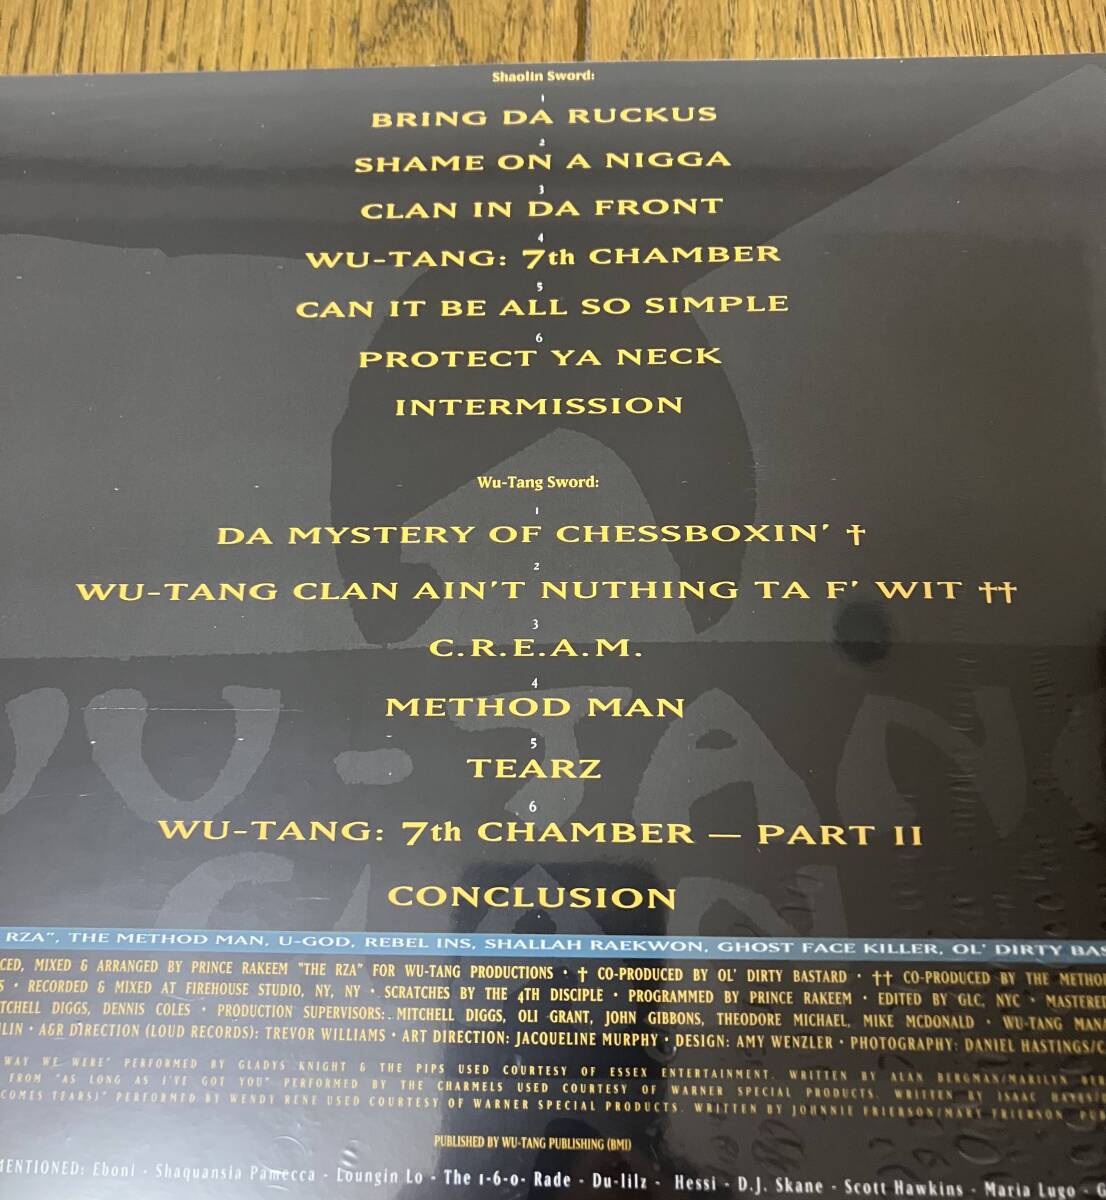 Shaolin Sword:
1
BRING DA RUCKUS
2
SHAME ON A NIGGA
3
CLAN IN DA FRONT
4
WU-TANG: 7th CHAMBER
5
CAN IT BE ALL SO SIMPLE
6
PROTECT YA NECK
INTERMISSION
Wu-Tang Sword:
1
DA MYSTERY OF CHESSBOXIN' †
2
WU-TANG CLAN AIN'T NUTHING TA F' WIT ††
3
C.R.E.A.M.
4
METHOD MAN
5
TEARZ
6
WU-TANG: 7th CHAMBER — PART II
CONCLUSION
WU-TANG
CLAN
RZA", THE METHOD MAN, U-GOD, REBEL INS, SHALLAH RAEKWON, GHOST FACE KILLER, OL' DIRTY BAS
CED, MIXED & ARRANGED BY PRINCE RAKEEM "THE RZA" FOR WU-TANG PRODUCTIONS • † CO-PRODUCED BY OL' DIRTY BASTARD • †† CO-PRODUCED BY THE METHO
S • RECORDED & MIXED AT FIREHOUSE STUDIO, NY, NY • SCRATCHES BY THE 4TH DISCIPLE • PROGRAMMED BY PRINCE RAKEEM • EDITED BY GLC, NYC • MASTERE
TCHELL DIGGS, DENNIS COLES • PRODUCTION SUPERVISORS: MITCHELL DIGGS, OLI GRANT, JOHN GIBBONS, THEODORE MICHAEL, MIKE MCDONALD • WU-TANG MAN
LIN • A&R DIRECTION (LOUD RECORDS): TREVOR WILLIAMS • ART DIRECTION: JACQUELINE MURPHY • DESIGN: AMY WENZLER • PHOTOGRAPHY: DANIEL HASTINGS/C
WAY WE WERE" PERFORMED BY GLADYS KNIGHT & THE PIPS USED COURTESY OF ESSEX ENTERTAINMENT. WRITTEN BY ALAN BERGMAN/MARILYN BER
FROM "AS LONG AS I'VE GOT YOU" PERFORMED BY THE CHARMELS USED COURTESY OF WARNER SPECIAL PRODUCTS. WRITTEN BY ISAAC HAYES
COMES TEARS)" PERFORMED BY WENDY RENE USED COURTESY OF WARNER SPECIAL PRODUCTS. WRITTEN BY JOHNNIE FRIERSON/MARY FRIERSON PU
PUBLISHED BY WU-TANG PUBLISHING (BMI)
MENTIONED: Eboni - Shaquansia Pamecca - Loungin Lo - The 1-6-0- Rade - Du-lilz - Hessi - D.J. Skane - Scott Hawkins - Maria Lugo - G